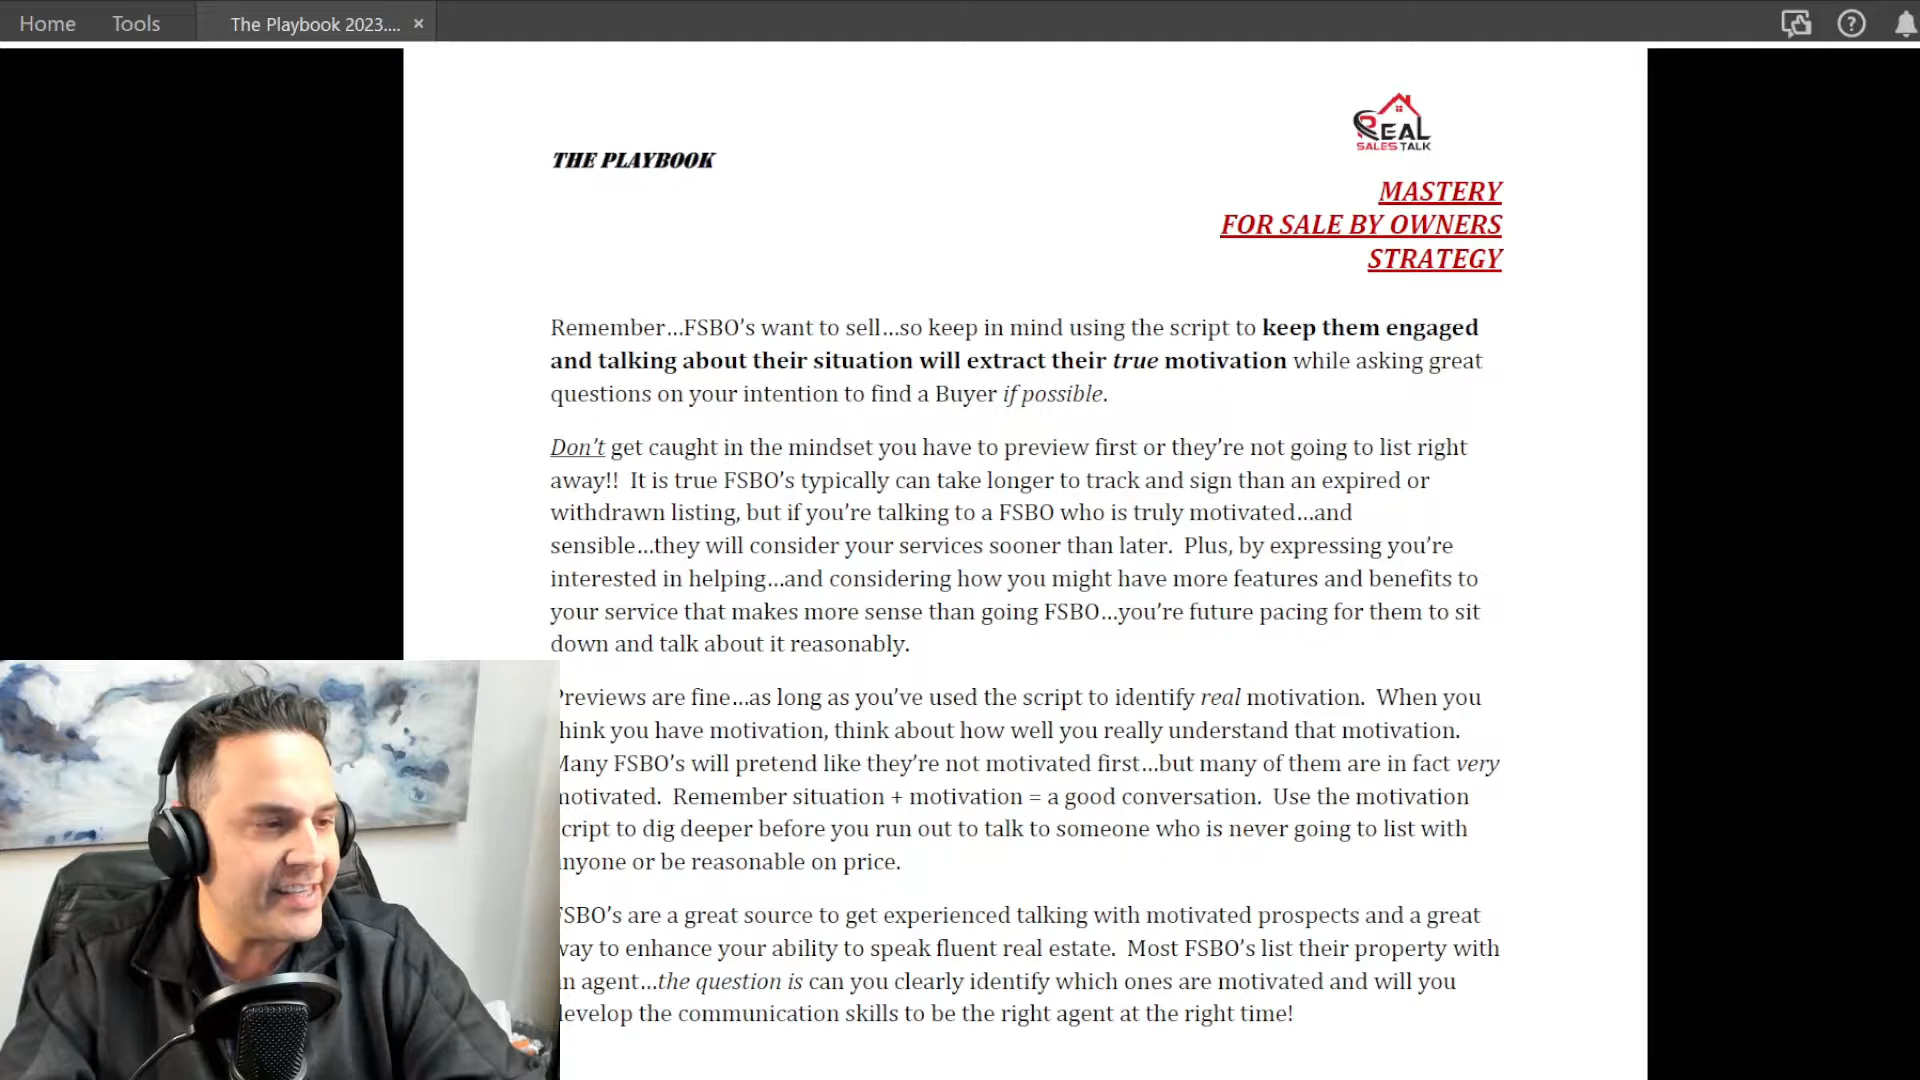 Home Tools The Playbook 2023.... ×
REAL
SALES TALK
THE PLAYBOOK
MASTERY
FOR SALE BY OWNERS
STRATEGY
Remember…FSBO’s want to sell…so keep in mind using the script to keep them engaged
and talking about their situation will extract their true motivation while asking great
questions on your intention to find a Buyer if possible.
Don’t get caught in the mindset you have to preview first or they’re not going to list right
away!! It is true FSBO’s typically can take longer to track and sign than an expired or
withdrawn listing, but if you’re talking to a FSBO who is truly motivated…and
sensible…they will consider your services sooner than later. Plus, by expressing you’re
interested in helping…and considering how you might have more features and benefits to
your service that makes more sense than going FSBO…you’re future pacing for them to sit
down and talk about it reasonably.
Previews are fine…as long as you’ve used the script to identify real motivation. When you
think you have motivation, think about how well you really understand that motivation.
Many FSBO’s will pretend like they’re not motivated first…but many of them are in fact very
motivated. Remember situation + motivation = a good conversation. Use the motivation
script to dig deeper before you run out to talk to someone who is never going to list with
anyone or be reasonable on price.
FSBO’s are a great source to get experienced talking with motivated prospects and a great
way to enhance your ability to speak fluent real estate. Most FSBO’s list their property with
an agent…the question is can you clearly identify which ones are motivated and will you
develop the communication skills to be the right agent at the right time!